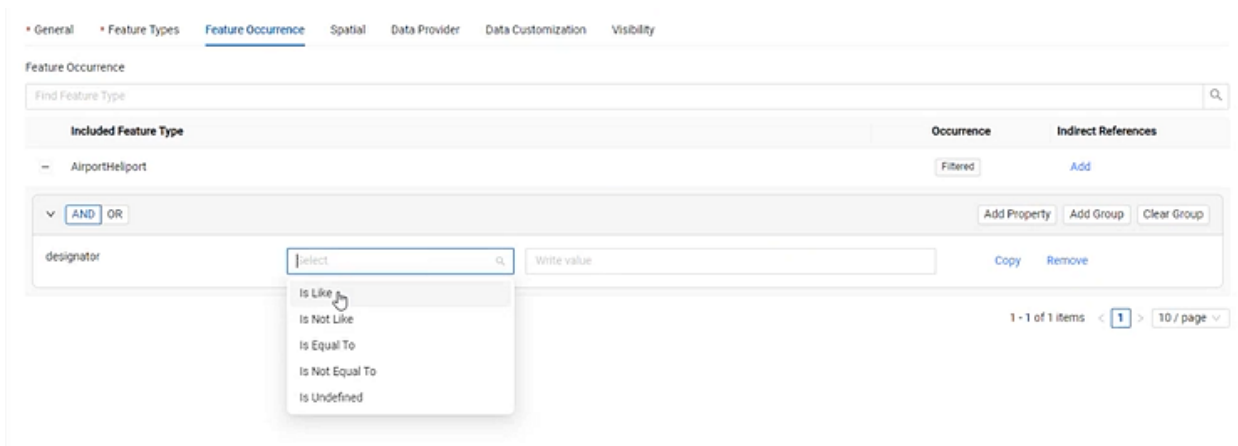 * General * Feature Types Feature Occurrence Spatial Data Provider Data Customization Visibility
Feature Occurrence
Find Feature Type
Included Feature Type Occurrence Indirect References
AirportHeliport Filtered Add
AND OR Add Property Add Group Clear Group
designator Select Write value Copy Remove
Is Like
Is Not Like
1 - 1 of 1 items < 1 > 10 / page
Is Equal To
Is Not Equal To
Is Undefined